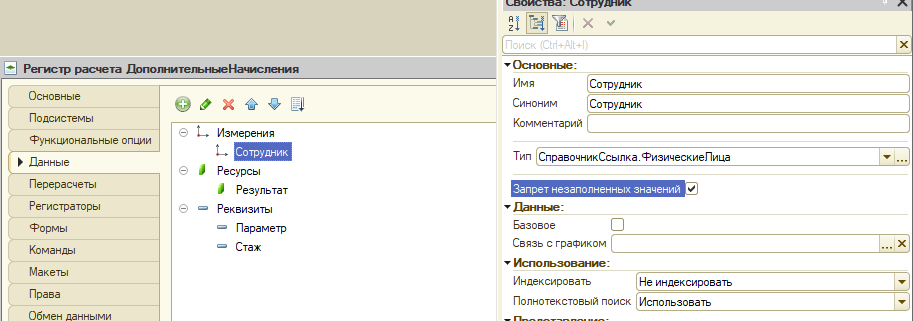 Свойства: Сотрудник
Поиск (Ctrl+Alt+I)
Регистр расчета ДополнительныеНачисления
Основные
Подсистемы
Функциональные опции
Данные
Перерасчеты
Регистраторы
Формы
Команды
Макеты
Права
Обмен данными
Измерения
Сотрудник
Ресурсы
Результат
Реквизиты
Параметр
Стаж
Основные:
Имя Сотрудник
Синоним Сотрудник
Комментарий
Тип СправочникСсылка.ФизическиеЛица
Запрет незаполненных значений
Данные:
Базовое
Связь с графиком
Использование:
Индексировать Не индексировать
Полнотекстовый поиск Использовать
Представление: